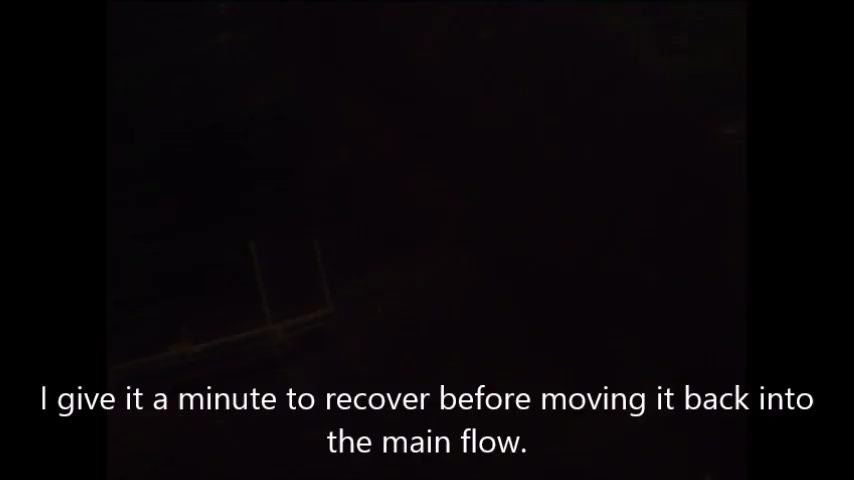 I give it a minute to recover before moving it back into
the main flow.